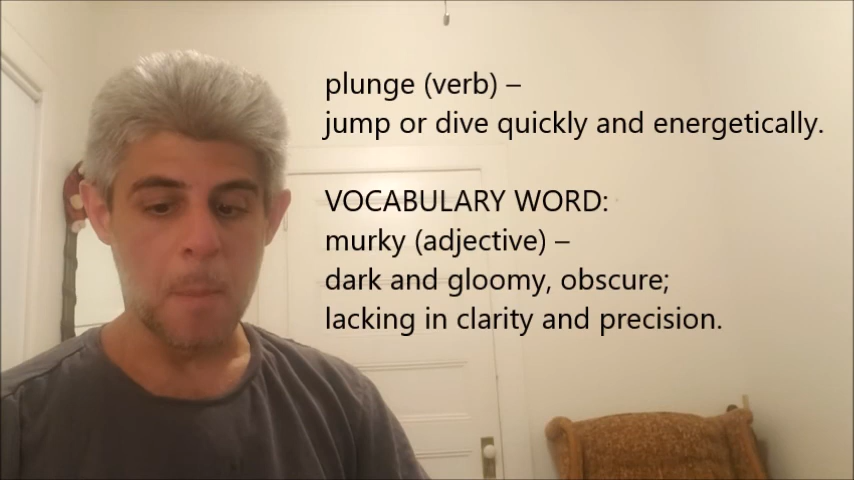 plunge (verb) –
jump or dive quickly and energetically.
VOCABULARY WORD:
murky (adjective) –
dark and gloomy, obscure;
lacking in clarity and precision.